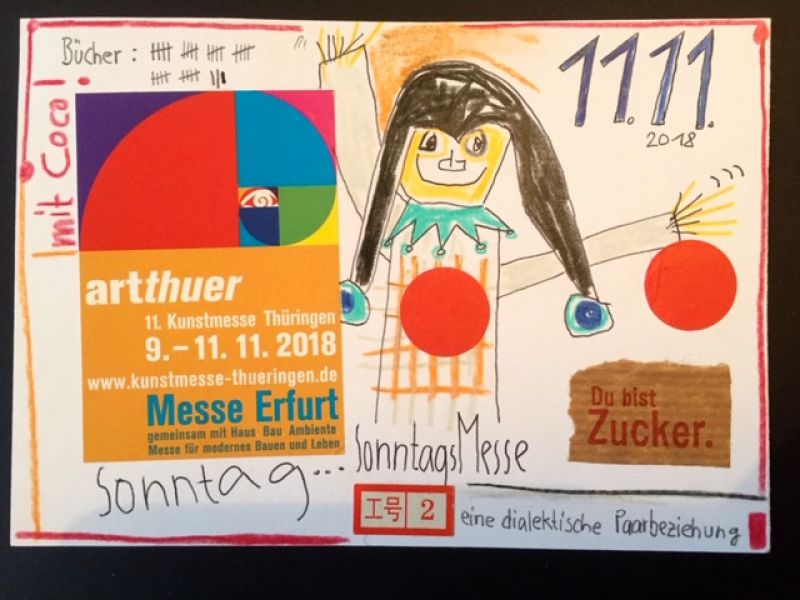 Bücher :
11.11.
2018
mit Coco!
artthuer
11. Kunstmesse Thüringen
9. – 11. 11. 2018
www.kunstmesse-thueringen.de
Messe Erfurt
gemeinsam mit Haus Bau Ambiente
Messe für modernes Bauen und Leben
Du bist
Zucker.
Sonntag... SonntagsMesse
工号 2
eine dialektische Paarbeziehung